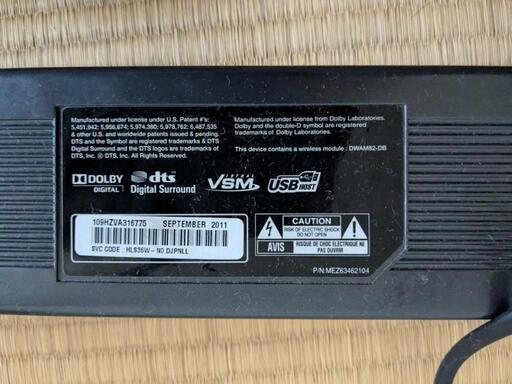 Manufactured under license under U.S. Patent #'s:
5,451,942; 5,956,674; 5,974,380; 5,978,762; 6,487,535
& other U.S. and worldwide patents issued & pending.
DTS and the Symbol are registered trademarks & DTS
Digital Surround and the DTS logos are trademarks of
DTS, Inc. © DTS, Inc. All Rights Reserved.
Manufactured under license from Dolby Laboratories.
Dolby and the double-D symbol are registered
trademarks of Dolby Laboratories.
This device contains a wireless module : DWAM82-DB
DOLBY
DIGITAL
dts
Digital Surround
VSM
USB HOST
109HZVA316775 SEPTEMBER 2011
SVC CODE : HLS36W-N0.DJPNLL
CAUTION
RISK OF ELECTRIC SHOCK
DO NOT OPEN
AVIS
RISQUE DE CHOC ELECTRIQUE NE
PAS OUVRIR
P/N:MEZ63462104